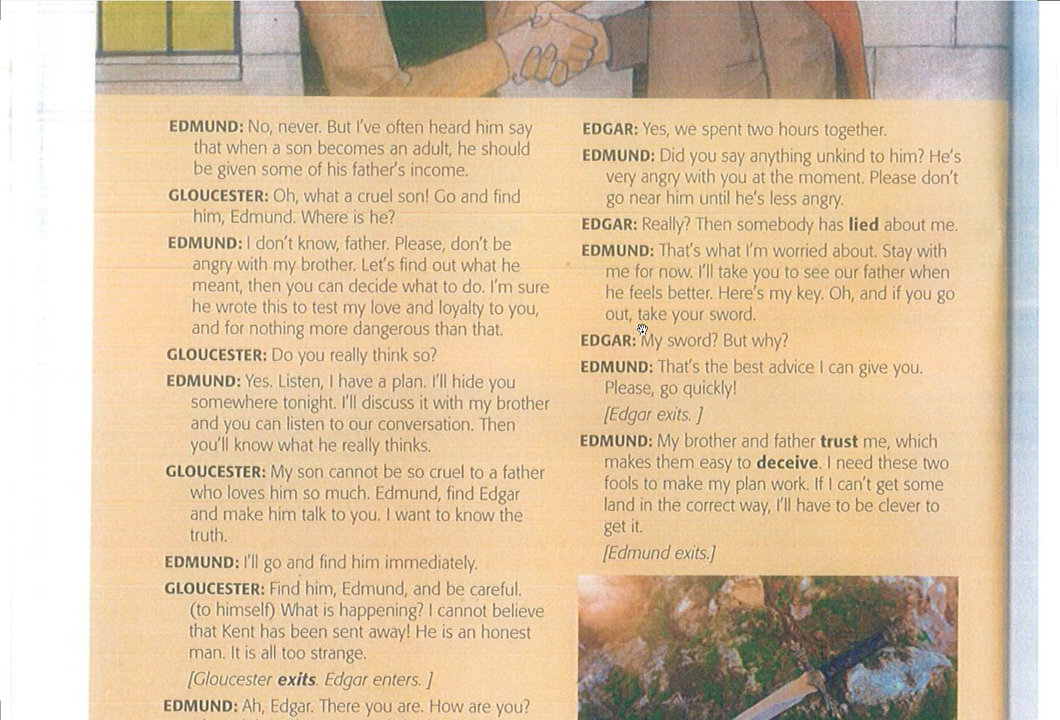 EDMUND: No, never. But I've often heard him say
that when a son becomes an adult, he should
be given some of his father's income.
GLOUCESTER: Oh, what a cruel son! Go and find
him, Edmund. Where is he?
EDMUND: I don't know, father. Please, don't be
angry with my brother. Let's find out what he
meant, then you can decide what to do. I'm sure
he wrote this to test my love and loyalty to you,
and for nothing more dangerous than that.
GLOUCESTER: Do you really think so?
EDMUND: Yes. Listen, I have a plan. I'll hide you
somewhere tonight. I'll discuss it with my brother
and you can listen to our conversation. Then
you'll know what he really thinks.
GLOUCESTER: My son cannot be so cruel to a father
who loves him so much. Edmund, find Edgar
and make him talk to you. I want to know the
truth.
EDMUND: I'll go and find him immediately.
GLOUCESTER: Find him, Edmund, and be careful.
(to himself) What is happening? I cannot believe
that Kent has been sent away! He is an honest
man. It is all too strange.
[Gloucester exits. Edgar enters. ]
EDMUND: Ah, Edgar. There you are. How are you?
EDGAR: Yes, we spent two hours together.
EDMUND: Did you say anything unkind to him? He's
very angry with you at the moment. Please don't
go near him until he's less angry.
EDGAR: Really? Then somebody has lied about me.
EDMUND: That's what I'm worried about. Stay with
me for now. I'll take you to see our father when
he feels better. Here's my key. Oh, and if you go
out, take your sword.
EDGAR: My sword? But why?
EDMUND: That's the best advice I can give you.
Please, go quickly!
[Edgar exits. ]
EDMUND: My brother and father trust me, which
makes them easy to deceive. I need these two
fools to make my plan work. If I can't get some
land in the correct way, I'll have to be clever to
get it.
[Edmund exits.]